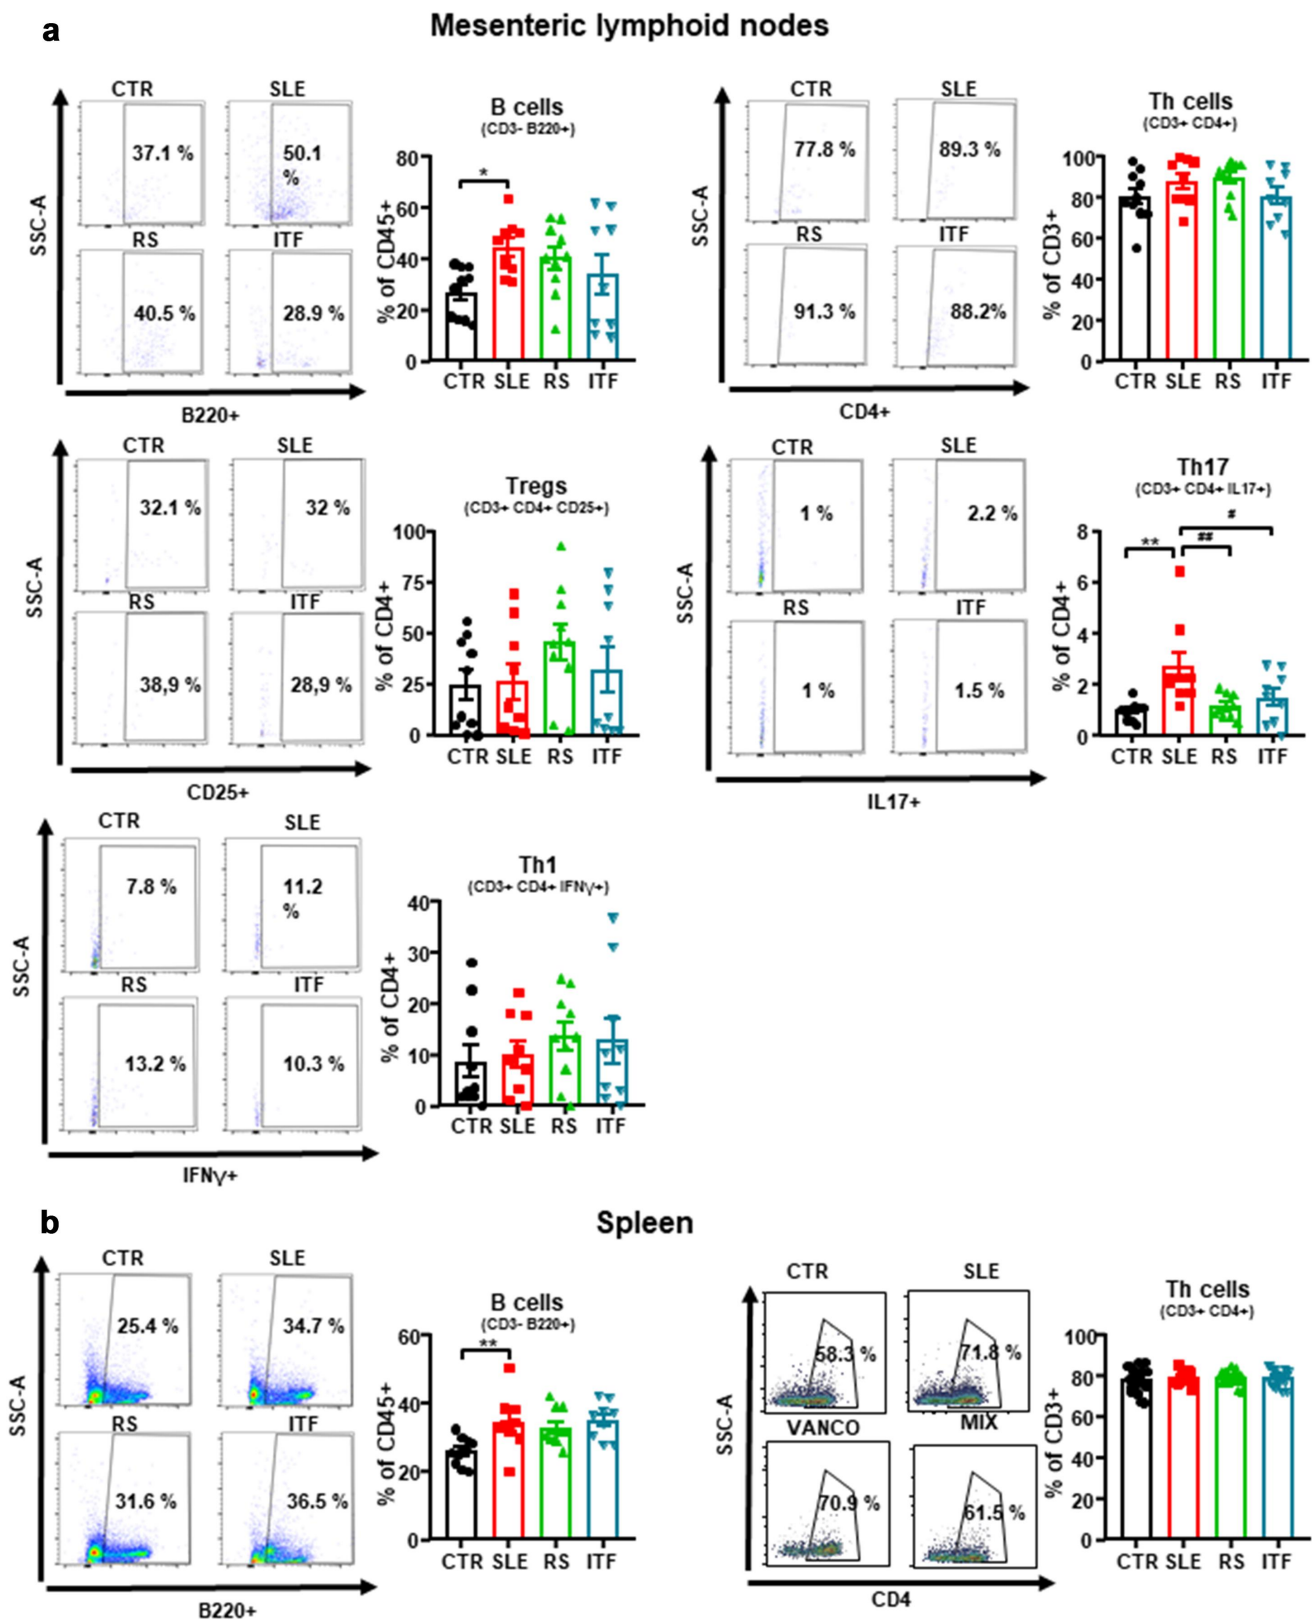 a
Mesenteric lymphoid nodes
CTR
SLE
37.1 %
50.1
%
RS
ITF
40.5 %
28.9 %
SSC-A
B220+
B cells
(CD3- B220+)
% of CD45+
80
60
40
20
0
*
CTR SLE RS ITF
CTR
SLE
77.8 %
89.3 %
RS
ITF
91.3 %
88.2%
SSC-A
CD4+
Th cells
(CD3+ CD4+)
% of CD3+
100
80
60
40
20
0
CTR SLE RS ITF
CTR
SLE
32.1 %
32 %
RS
ITF
38,9 %
28,9 %
SSC-A
CD25+
Tregs
(CD3+ CD4+ CD25+)
% of CD4+
100
75
50
25
0
CTR SLE RS ITF
CTR
SLE
1 %
2.2 %
RS
ITF
1 %
1.5 %
SSC-A
IL17+
Th17
(CD3+ CD4+ IL17+)
% of CD4+
8
6
4
2
0
**
##
#
CTR SLE RS ITF
CTR
SLE
7.8 %
11.2
%
RS
ITF
13.2 %
10.3 %
SSC-A
IFNγ+
Th1
(CD3+ CD4+ IFNγ+)
% of CD4+
40
30
20
10
0
CTR SLE RS ITF
b
Spleen
CTR
SLE
25.4 %
34.7 %
RS
ITF
31.6 %
36.5 %
SSC-A
B220+
B cells
(CD3- B220+)
% of CD45+
60
40
20
0
**
CTR SLE RS ITF
CTR
SLE
58.3 %
71.8 %
VANCO
MIX
70.9 %
61.5 %
SSC-A
CD4
Th cells
(CD3+ CD4+)
% of CD3+
100
80
60
40
20
0
CTR SLE RS ITF